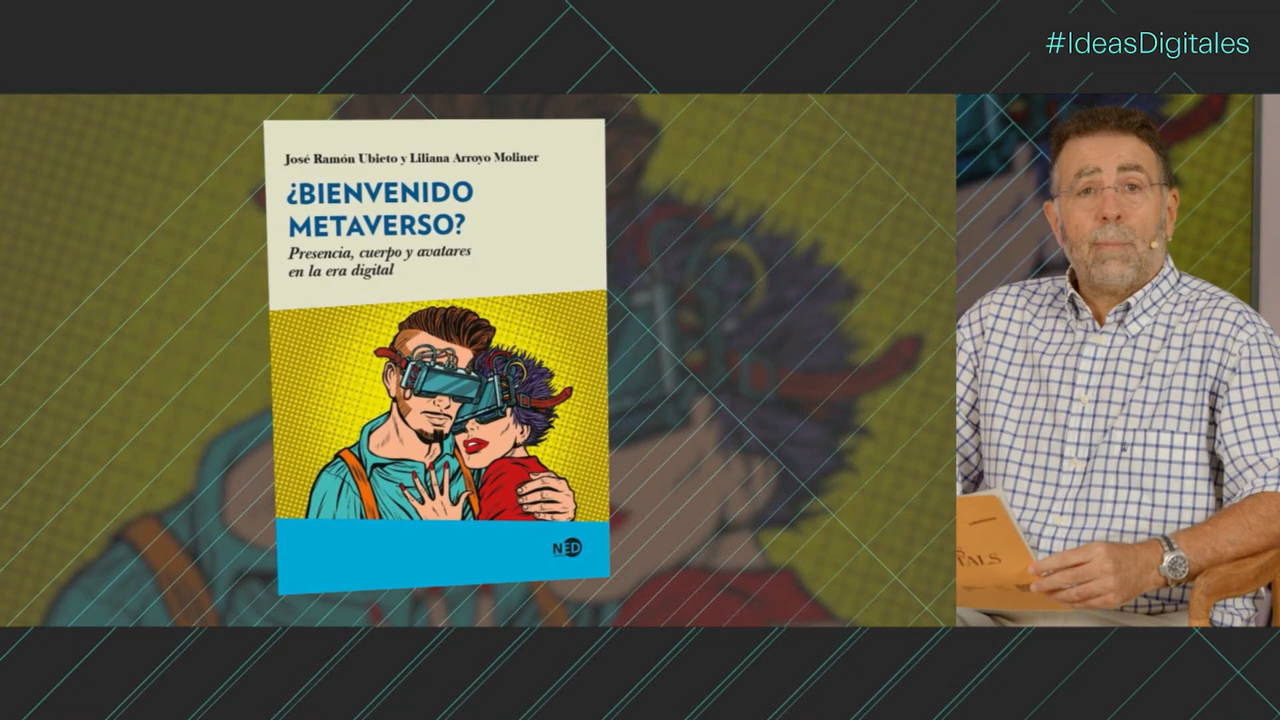 #IdeasDigitales
José Ramón Ubieto y Liliana Arroyo Moliner
¿BIENVENIDO
METAVERSO?
Presencia, cuerpo y avatares
en la era digital
NED